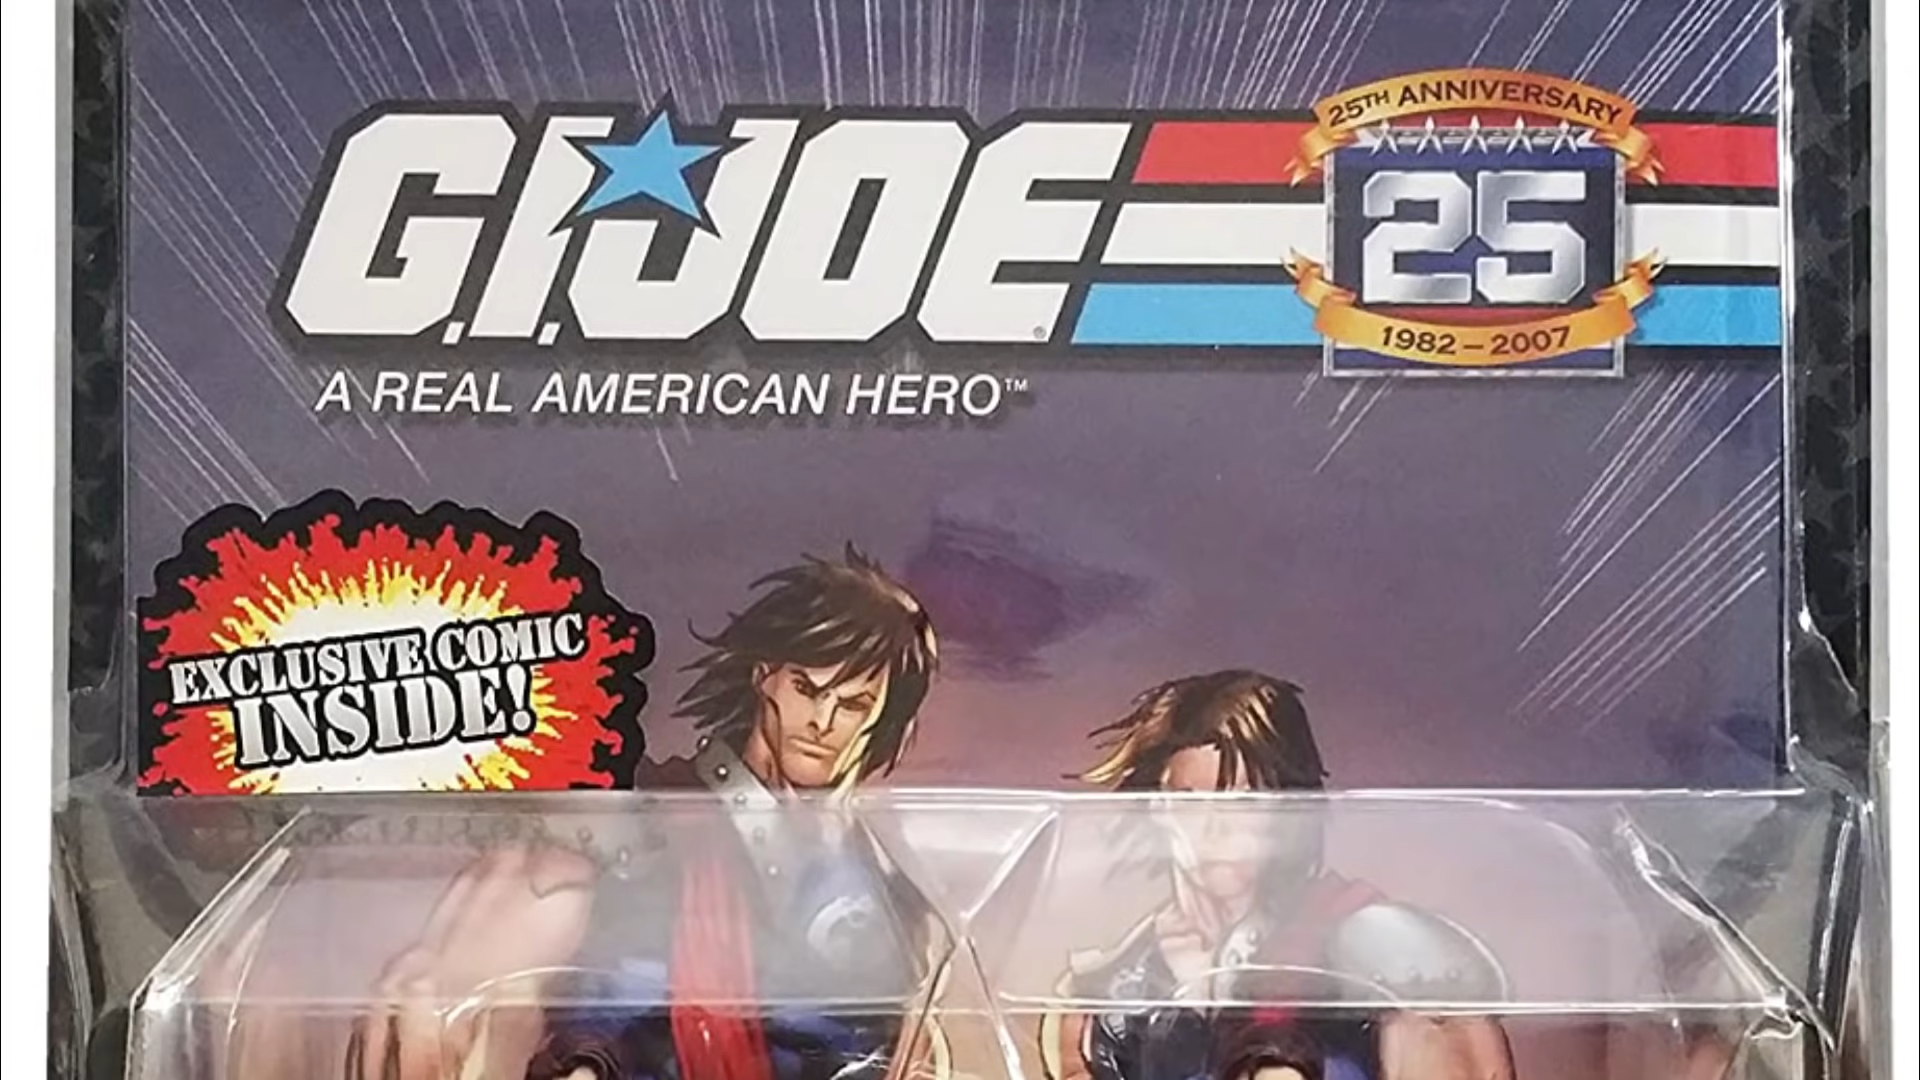 G.I.JOE®
A REAL AMERICAN HERO™
25TH ANNIVERSARY
25
1982–2007
EXCLUSIVE COMIC
INSIDE!